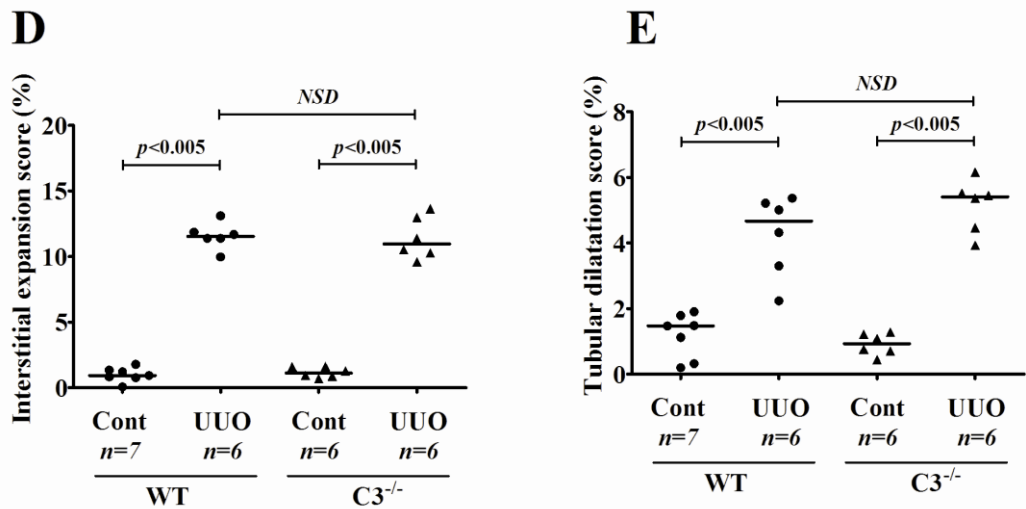 D
Interstitial expansion score (%)
20
15
10
5
0
NSD
p<0.005
p<0.005
Cont
n=7
UUO
n=6
Cont
n=6
UUO
n=6
WT
C3-/-
E
Tubular dilatation score (%)
8
6
4
2
0
NSD
p<0.005
p<0.005
Cont
n=7
UUO
n=6
Cont
n=6
UUO
n=6
WT
C3-/-